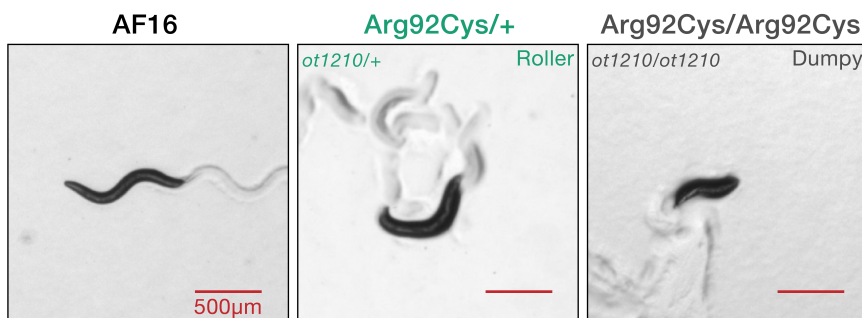 AF16
Arg92Cys/+
Arg92Cys/Arg92Cys
ot1210/+
Roller
ot1210/ot1210
Dumpy
500µm